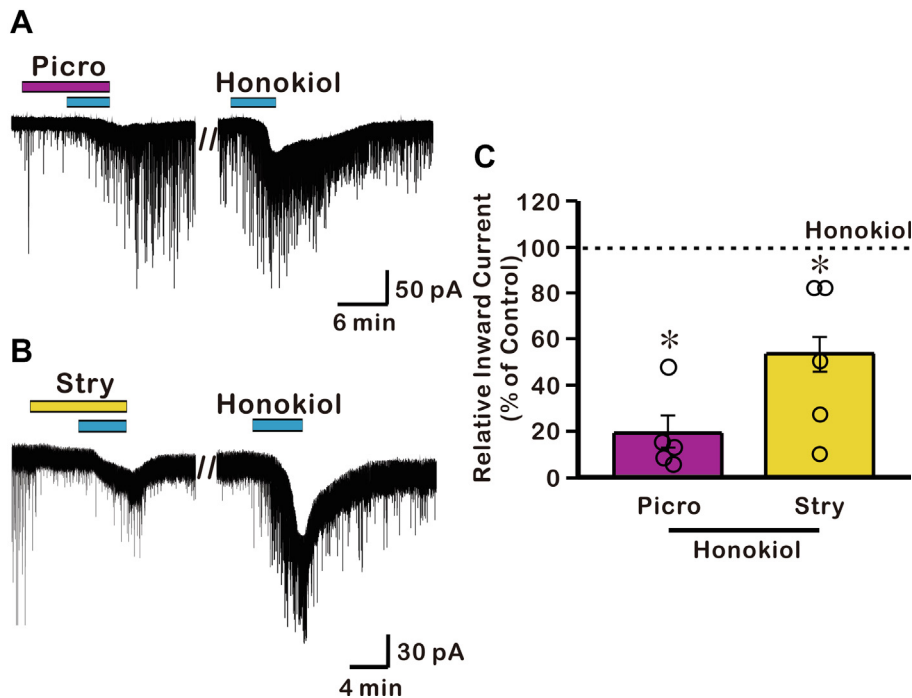 A
Picro
Honokiol
//
50 pA
6 min
B
Stry
Honokiol
//
30 pA
4 min
C
Relative Inward Current
(% of Control)
120
100
80
60
40
20
0
Honokiol
*
*
Picro
Stry
Honokiol